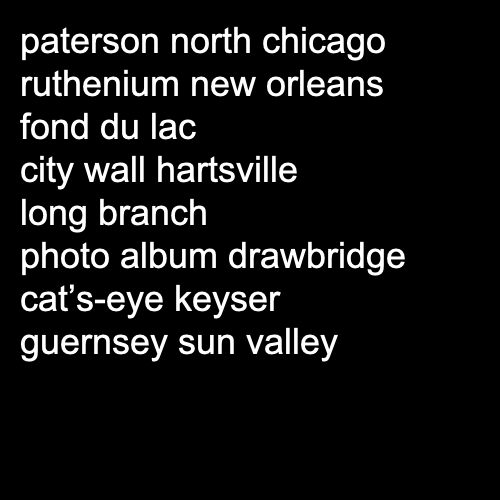 paterson north chicago
ruthenium new orleans
fond du lac
city wall hartsville
long branch
photo album drawbridge
cat’s-eye keyser
guernsey sun valley